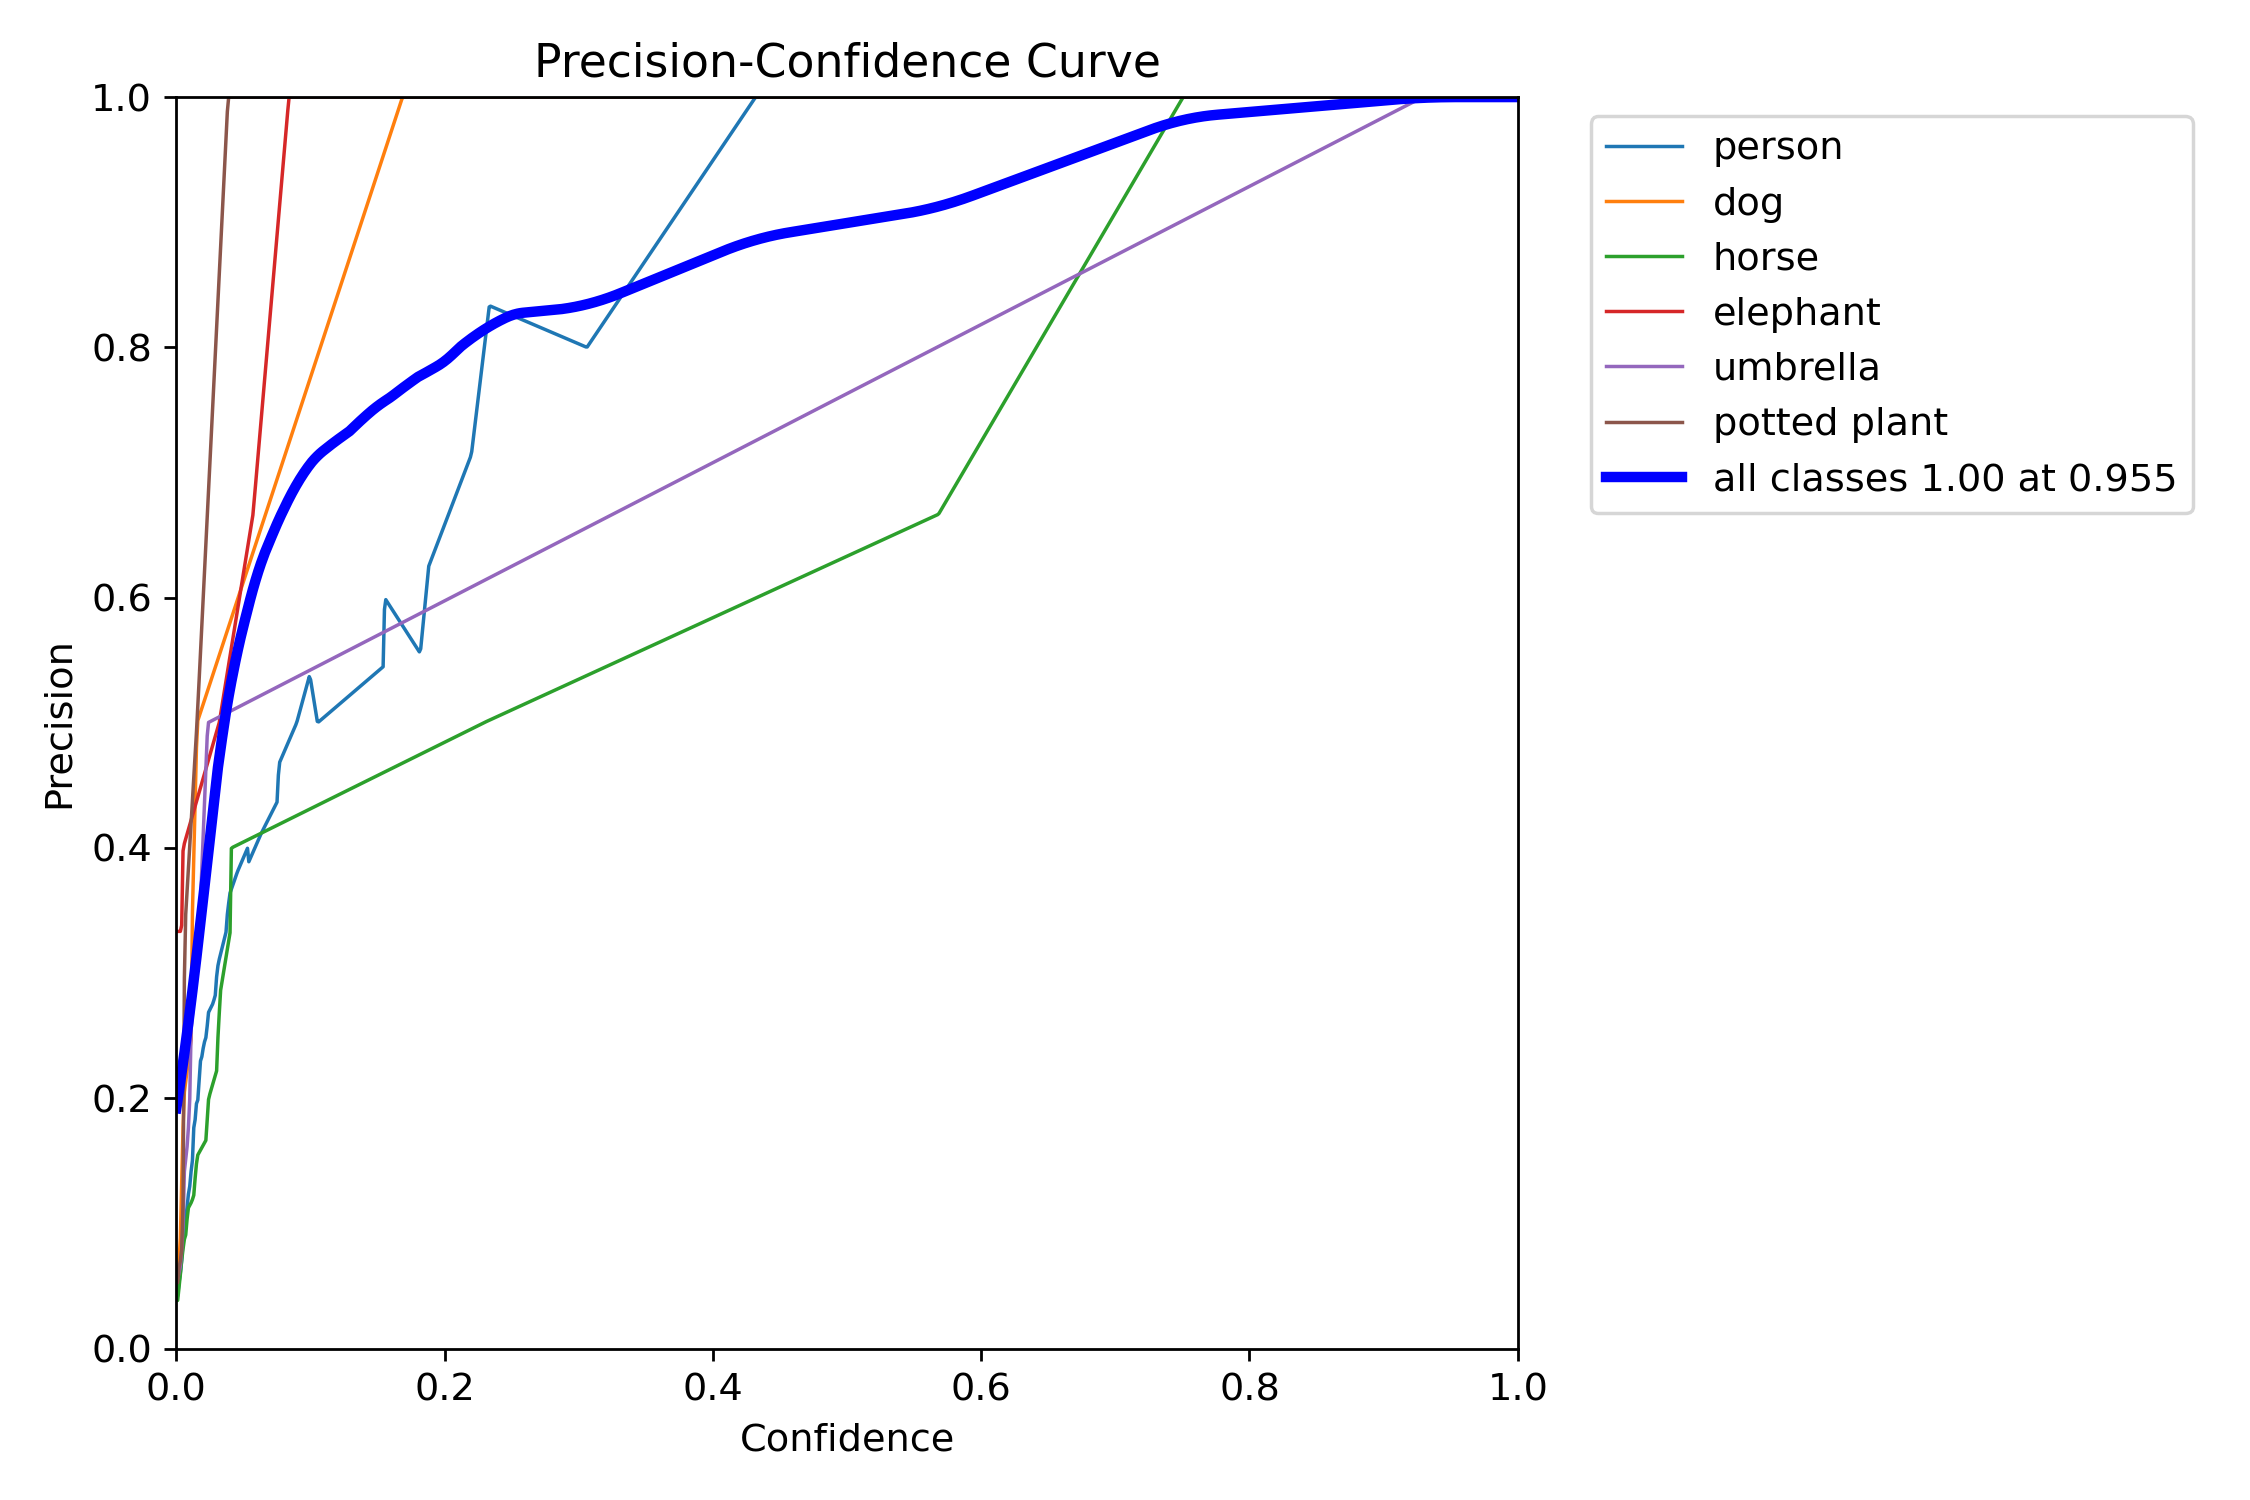 Precision-Confidence Curve
1.0
0.8
0.6
0.4
0.2
0.0
Precision
0.0 0.2 0.4 0.6 0.8 1.0
Confidence
person
dog
horse
elephant
umbrella
potted plant
all classes 1.00 at 0.955